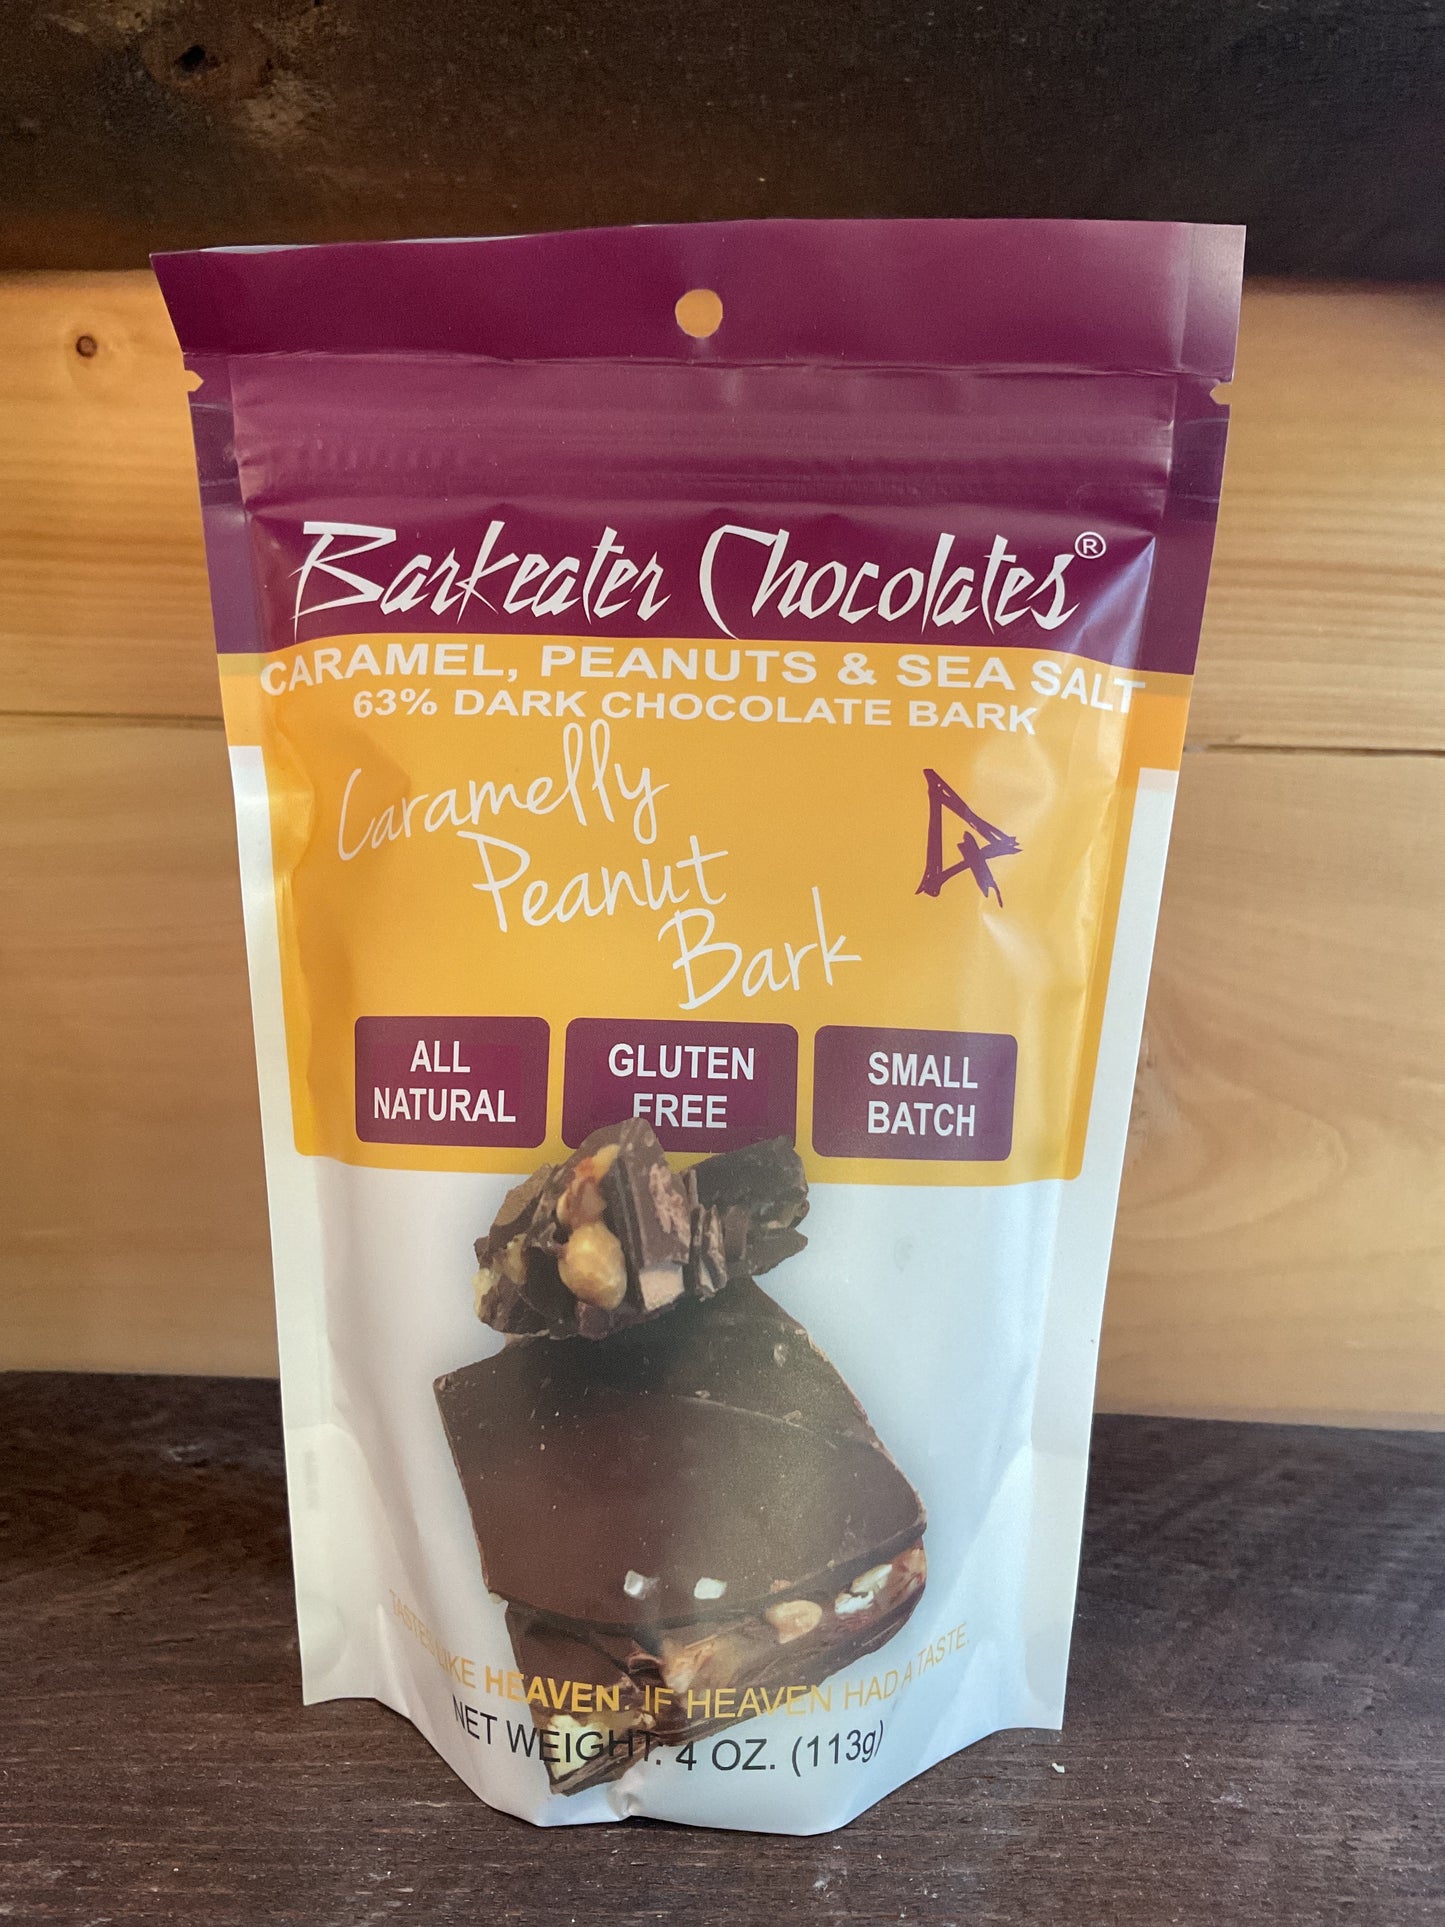 Barkeater Chocolates®
CARAMEL, PEANUTS & SEA SALT
63% DARK CHOCOLATE BARK
Caramelly
Peanut
Bark
ALL
NATURAL
GLUTEN
FREE
SMALL
BATCH
TASTES LIKE HEAVEN. IF HEAVEN HAD A TASTE.
NET WEIGHT: 4 OZ. (113g)